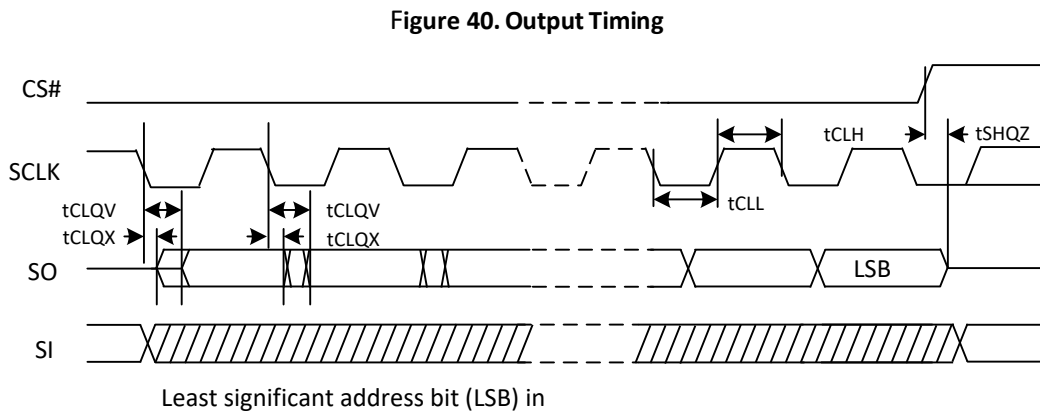 Figure 40. Output Timing
CS#
tCLH
tSHQZ
SCLK
tCLL
tCLQV
tCLQV
tCLQX
tCLQX
SO
LSB
SI
Least significant address bit (LSB) in